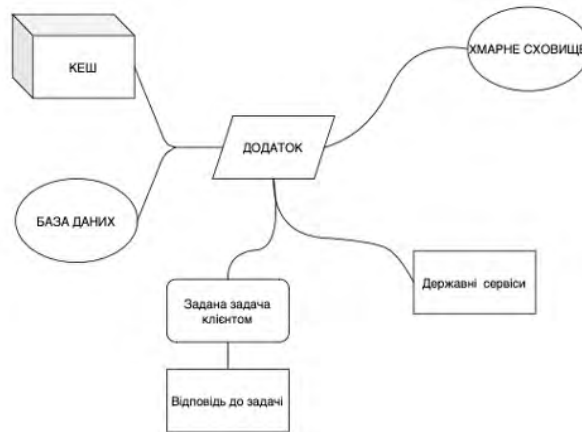 КЕШ
ХМАРНЕ СХОВИЩЕ
ДОДАТОК
БАЗА ДАНИХ
Державні сервіси
Задана задача
клієнтом
Відповідь до задачі